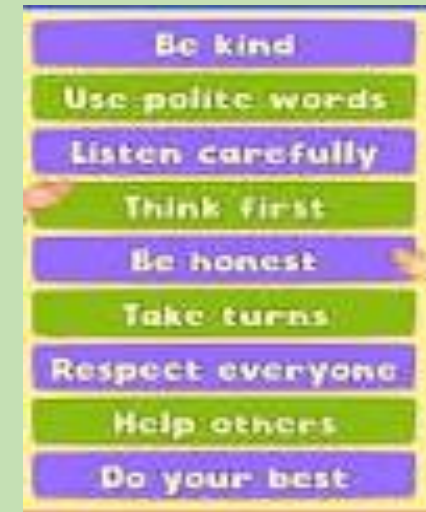 Be kind
Use polite words
Listen carefully
Think first
Be honest
Take turns
Respect everyone
Help others
Do your best